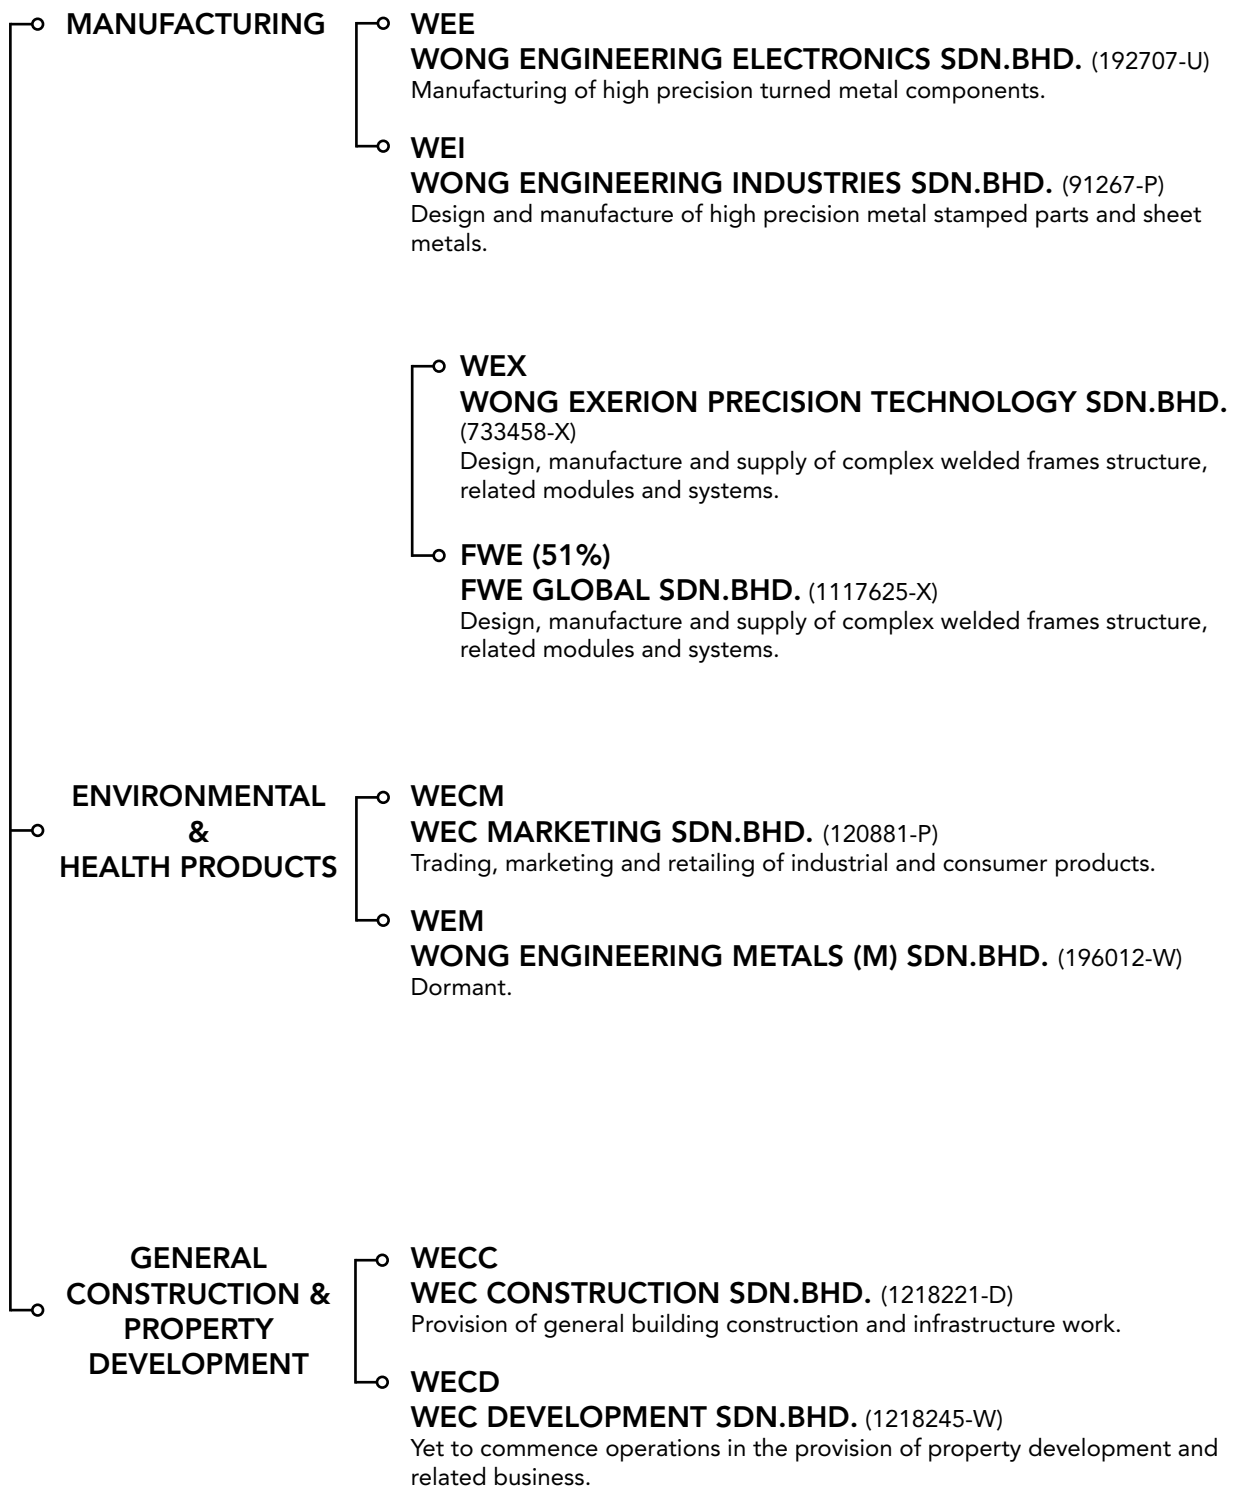 MANUFACTURING
WEE
WONG ENGINEERING ELECTRONICS SDN.BHD. (192707-U)
Manufacturing of high precision turned metal components.
WEI
WONG ENGINEERING INDUSTRIES SDN.BHD. (91267-P)
Design and manufacture of high precision metal stamped parts and sheet
metals.
WEX
WONG EXERION PRECISION TECHNOLOGY SDN.BHD.
(733458-X)
Design, manufacture and supply of complex welded frames structure,
related modules and systems.
FWE (51%)
FWE GLOBAL SDN.BHD. (1117625-X)
Design, manufacture and supply of complex welded frames structure,
related modules and systems.
ENVIRONMENTAL
&
HEALTH PRODUCTS
WECM
WEC MARKETING SDN.BHD. (120881-P)
Trading, marketing and retailing of industrial and consumer products.
WEM
WONG ENGINEERING METALS (M) SDN.BHD. (196012-W)
Dormant.
GENERAL
CONSTRUCTION &
PROPERTY
DEVELOPMENT
WECC
WEC CONSTRUCTION SDN.BHD. (1218221-D)
Provision of general building construction and infrastructure work.
WECD
WEC DEVELOPMENT SDN.BHD. (1218245-W)
Yet to commence operations in the provision of property development and
related business.